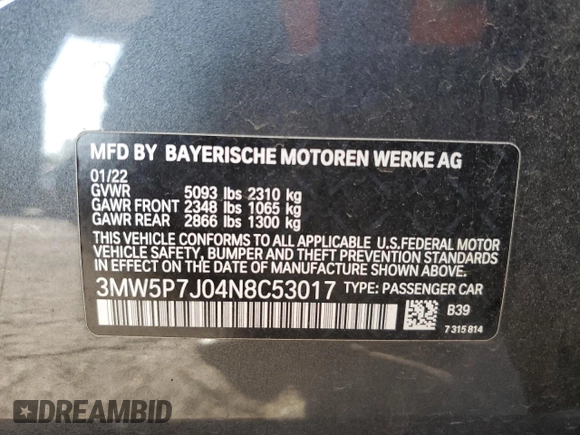 MFD BY BAYERISCHE MOTOREN WERKE AG
01/22
GVWR 5093 lbs 2310 kg
GAWR FRONT 2348 lbs 1065 kg
GAWR REAR 2866 lbs 1300 kg
THIS VEHICLE CONFORMS TO ALL APPLICABLE U.S.FEDERAL MOTOR
VEHICLE SAFETY, BUMPER AND THEFT PREVENTION STANDARDS IN
EFFECT ON THE DATE OF MANUFACTURE SHOWN ABOVE.
3MW5P7J04N8C53017 TYPE: PASSENGER CAR
B39
7 315 814
DREAMBID